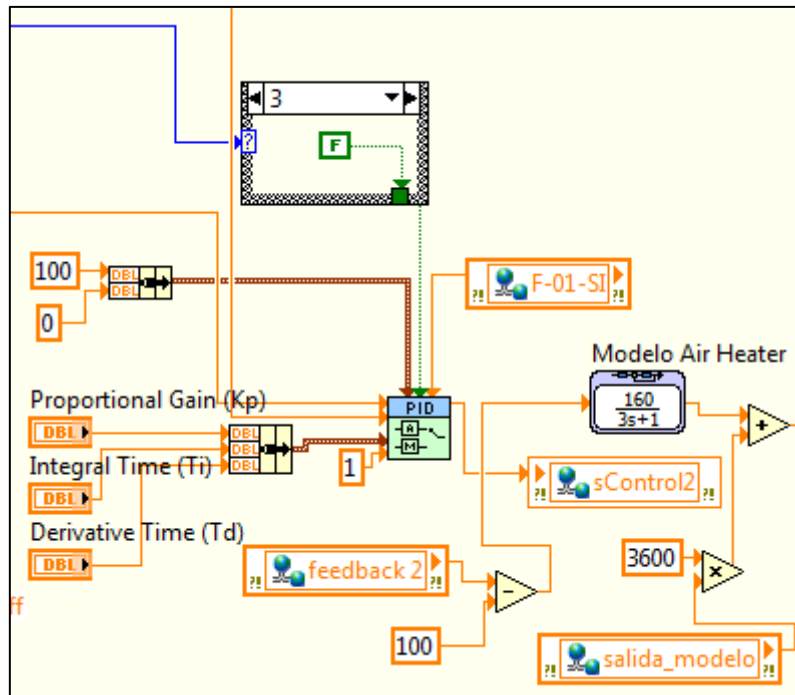 3
?
F
100
DBL
DBL
0
?! F-01-SI ?!
Modelo Air Heater
160
3s+1
+
Proportional Gain (Kp)
DBL
PID
A
M
DBL
DBL
DBL
Integral Time (Ti)
DBL
1
?! sControl2 ?!
Derivative Time (Td)
DBL
3600
x
?! feedback 2 ?!
-
ff
100
?! salida_modelo ?!